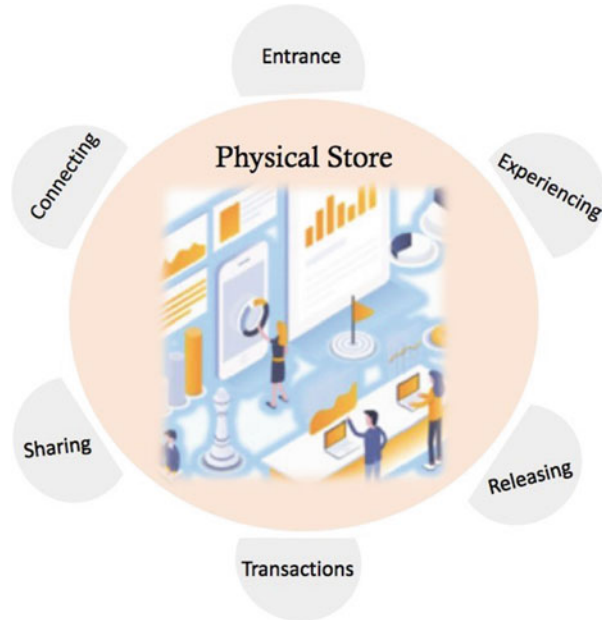 Entrance
Physical Store
Connecting
Experiencing
Sharing
Releasing
Transactions